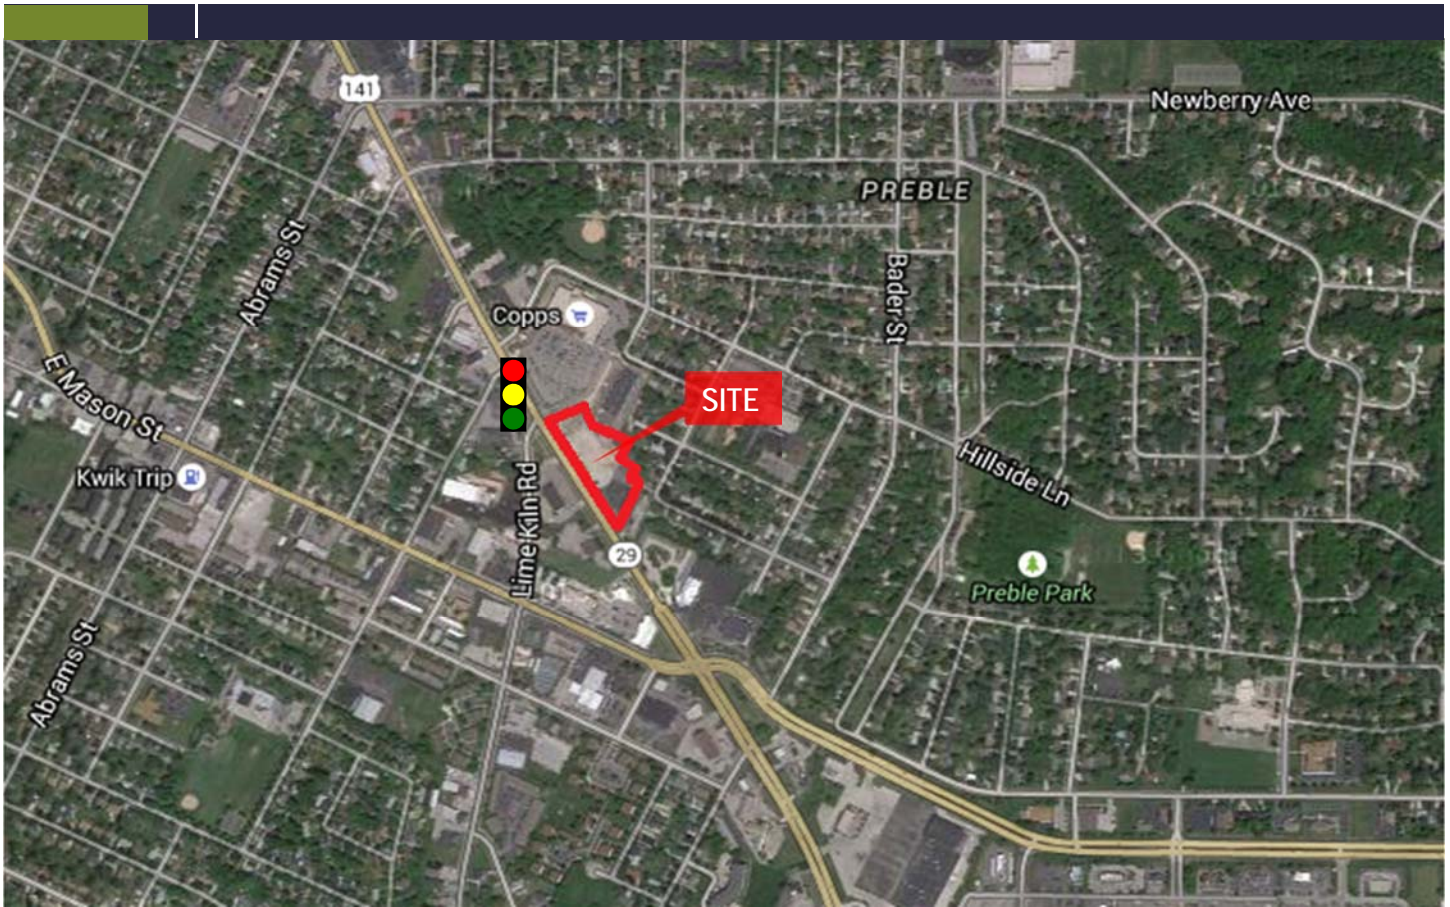 141
Newberry Ave
PREBLE
Abrams St
Bader St
Copps
SITE
E Mason St
Kwik Trip
Lime Kiln Rd
Hillside Ln
29
Preble Park
Abrams St